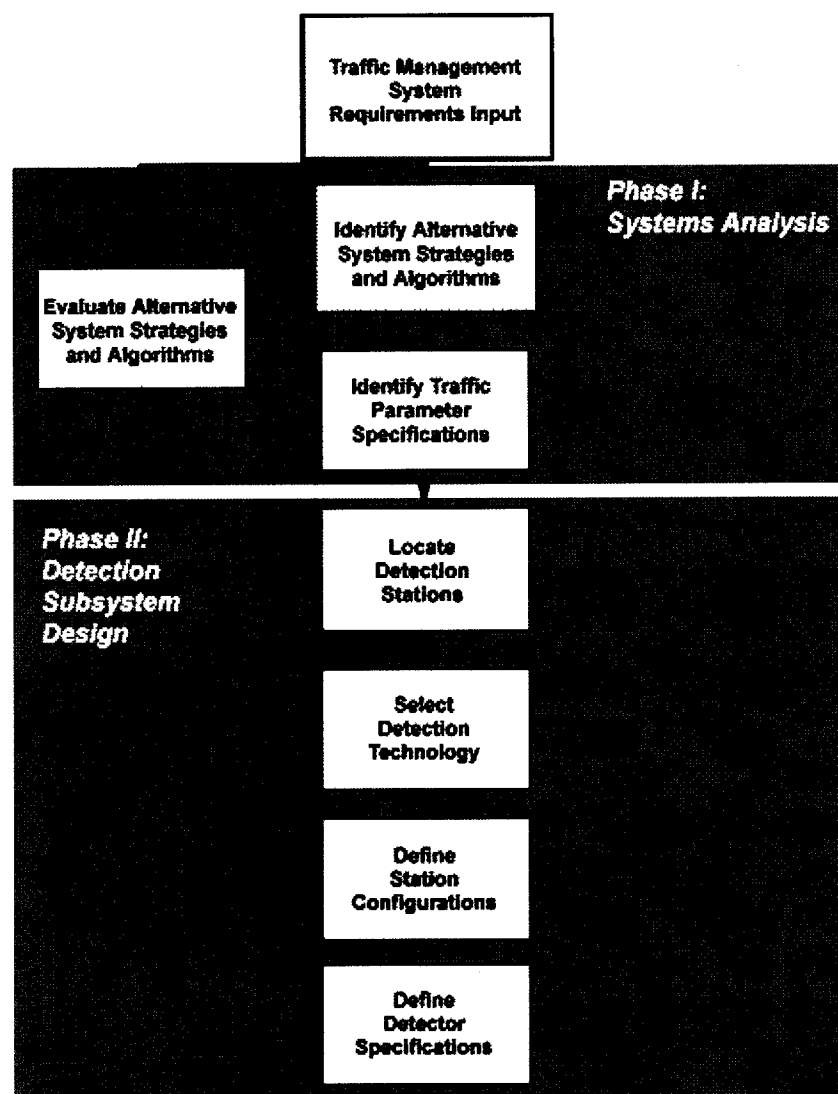 Traffic Management
System
Requirements Input
Phase I:
Systems Analysis
Identify Alternative
System Strategies
and Algorithms
Evaluate Alternative
System Strategies
and Algorithms
Identify Traffic
Parameter
Specifications
Phase II:
Detection
Subsystem
Design
Locate
Detection
Stations
Select
Detection
Technology
Define
Station
Configurations
Define
Detector
Specifications